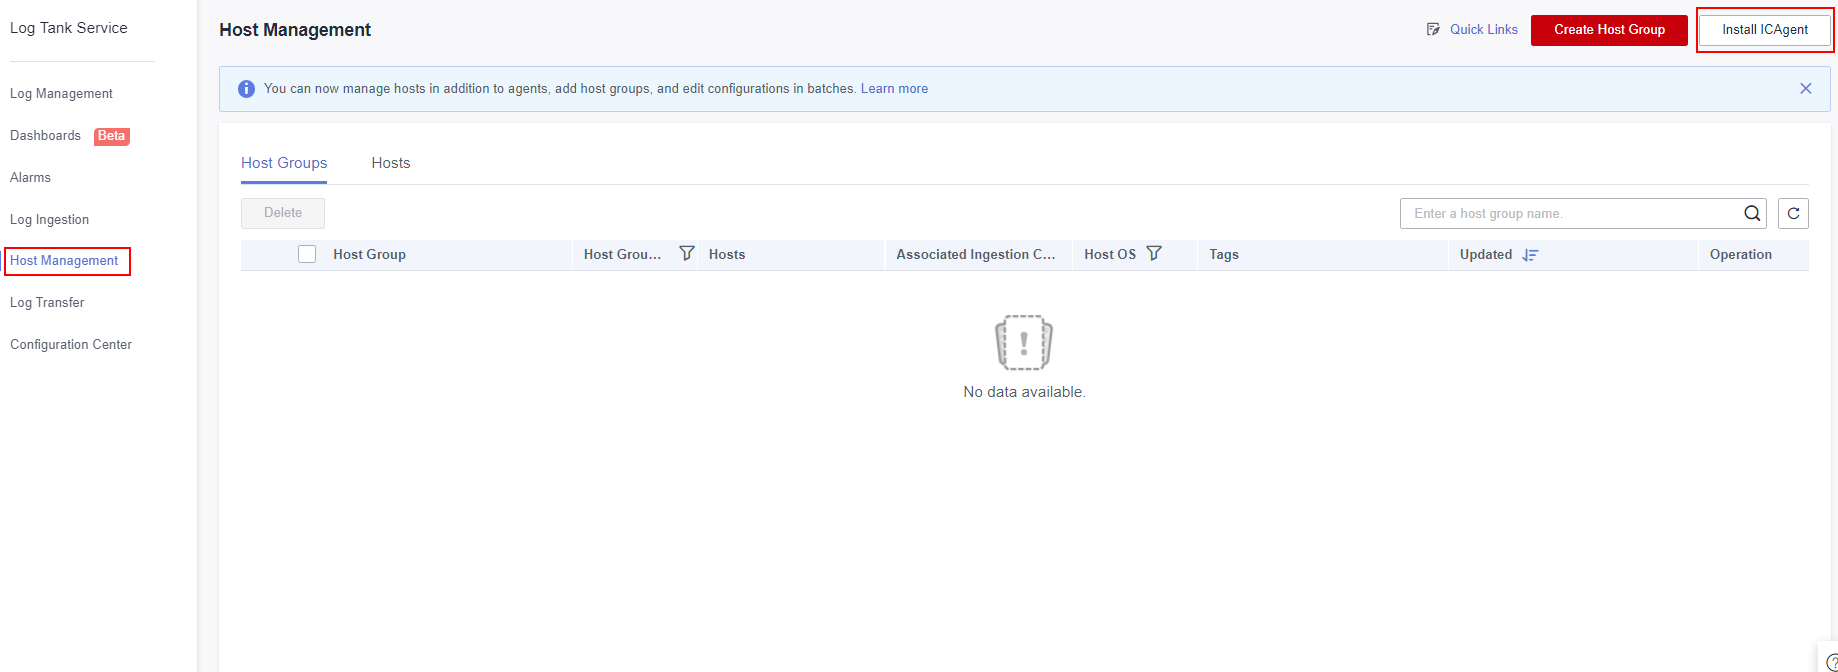 Log Tank Service
Log Management
Dashboards Beta
Alarms
Log Ingestion
Host Management
Log Transfer
Configuration Center
Host Management
Quick Links
Create Host Group
Install ICAgent
You can now manage hosts in addition to agents, add host groups, and edit configurations in batches. Learn more
Host Groups Hosts
Delete
Enter a host group name.
Host Group Host Grou... Hosts Associated Ingestion C... Host OS Tags Updated Operation
No data available.